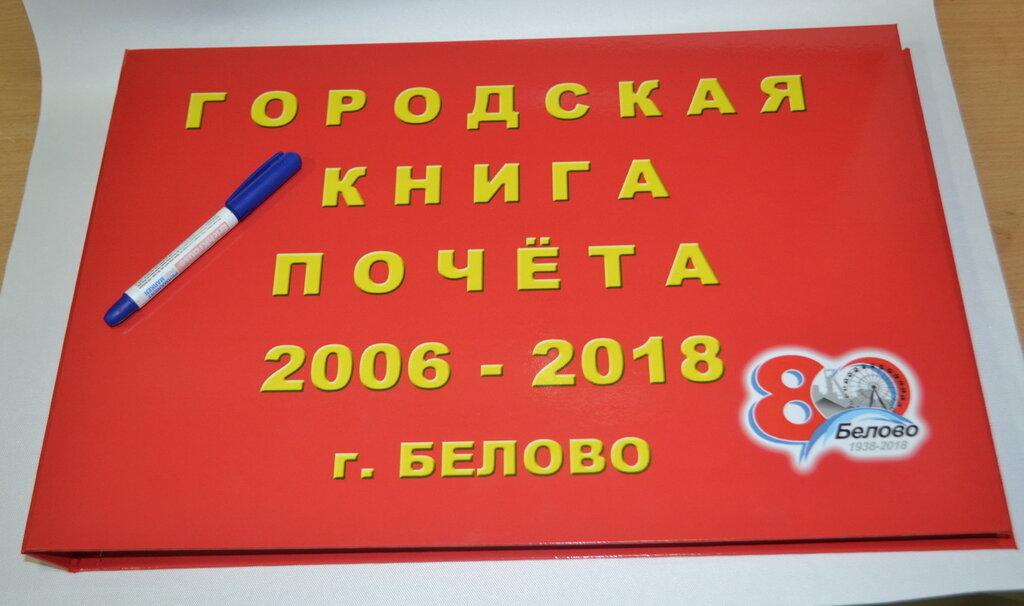 ГОРОДСКАЯ
КНИГА
ПОЧЁТА
2006 - 2018
г. БЕЛОВО
80
Белово
1938-2018